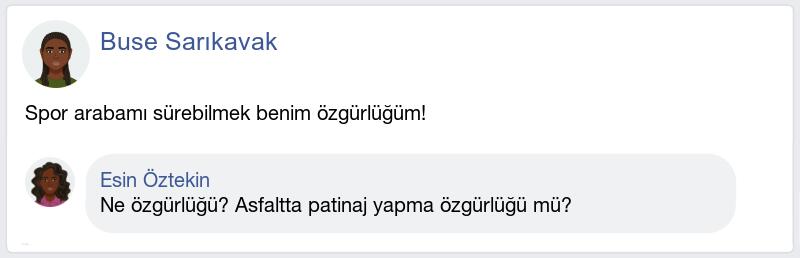 Buse Sarıkavak
Spor arabamı sürebilmek benim özgürlüğüm!
Esin Öztekin
Ne özgürlüğü? Asfaltta patinaj yapma özgürlüğü mü?